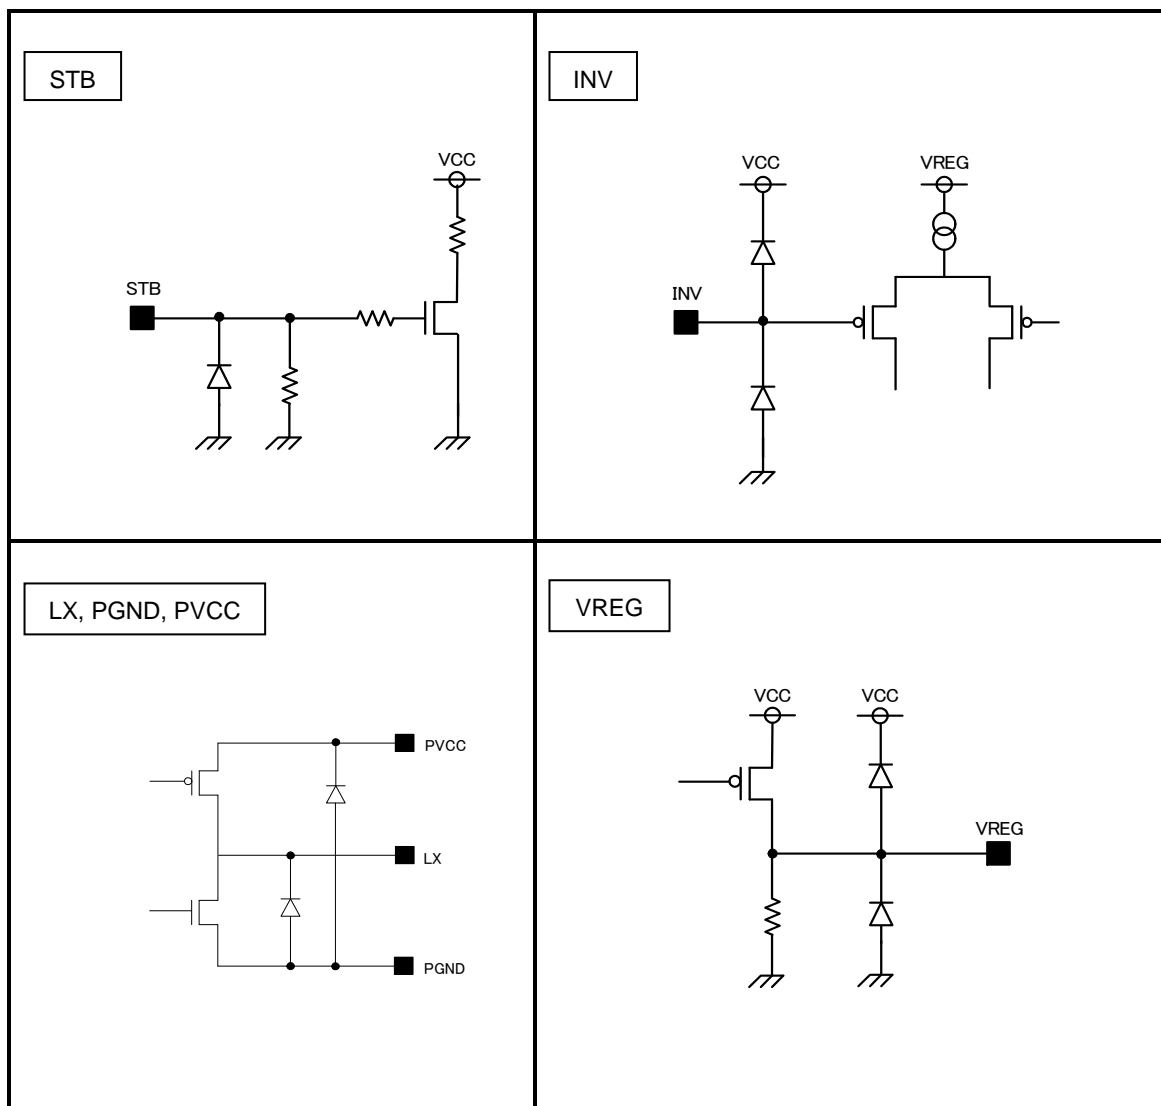 STB
VCC
STB
INV
VCC
VREG
INV
LX, PGND, PVCC
PVCC
LX
PGND
VREG
VCC
VCC
VREG